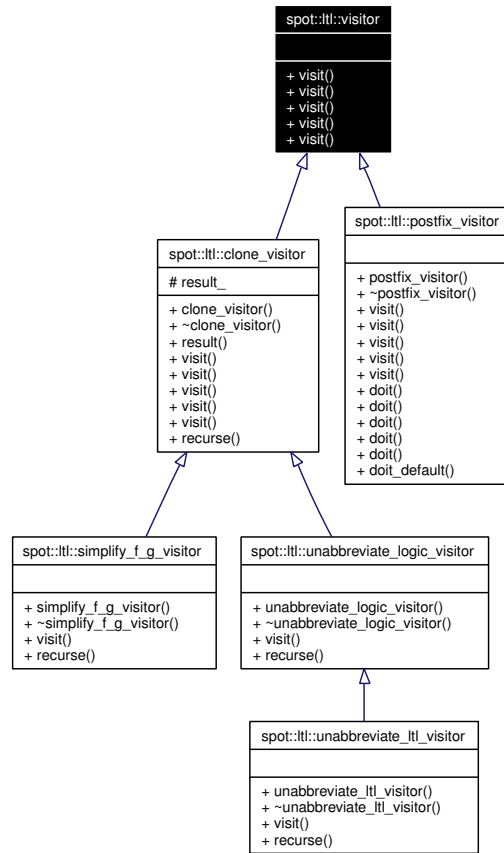 spot::ltl::visitor
+ visit()
+ visit()
+ visit()
+ visit()
+ visit()
spot::ltl::postfix_visitor
+ postfix_visitor()
+ ~postfix_visitor()
+ visit()
+ visit()
+ visit()
+ visit()
+ visit()
+ doit()
+ doit()
+ doit()
+ doit()
+ doit()
+ doit_default()
spot::ltl::clone_visitor
# result_
+ clone_visitor()
+ ~clone_visitor()
+ result()
+ visit()
+ visit()
+ visit()
+ visit()
+ visit()
+ recurse()
spot::ltl::simplify_f_g_visitor
+ simplify_f_g_visitor()
+ ~simplify_f_g_visitor()
+ visit()
+ recurse()
spot::ltl::unabbreviate_logic_visitor
+ unabbreviate_logic_visitor()
+ ~unabbreviate_logic_visitor()
+ visit()
+ recurse()
spot::ltl::unabbreviate_ltl_visitor
+ unabbreviate_ltl_visitor()
+ ~unabbreviate_ltl_visitor()
+ visit()
+ recurse()